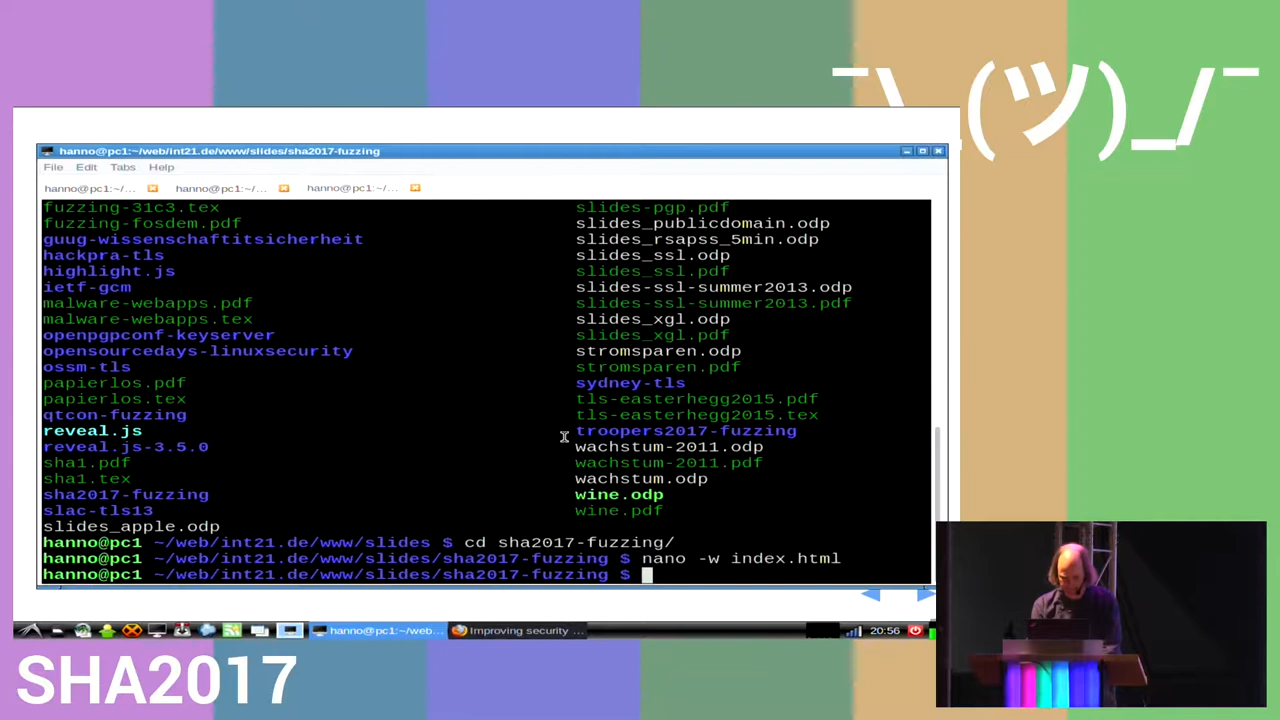 ¯\_(ツ)_/¯
hanno@pc1:~/web/int21.de/www/slides/sha2017-fuzzing
File Edit Tabs Help
hanno@pc1:~/... hanno@pc1:~/... hanno@pc1:~/...
fuzzing-31c3.tex slides-pgp.pdf
fuzzing-fosdem.pdf slides_publicdomain.odp
guug-wissenschaftitsicherheit slides_rsapss_5min.odp
hackpra-tls slides_ssl.odp
highlight.js slides_ssl.pdf
ietf-gcm slides-ssl-summer2013.odp
malware-webapps.pdf slides-ssl-summer2013.pdf
malware-webapps.tex slides_xgl.odp
openpgpconf-keyserver slides_xgl.pdf
opensourcedays-linuxsecurity stromsparen.odp
ossm-tls stromsparen.pdf
papierlos.pdf sydney-tls
papierlos.tex tls-easterhegg2015.pdf
qtcon-fuzzing tls-easterhegg2015.tex
reveal.js troopers2017-fuzzing
reveal.js-3.5.0 wachstum-2011.odp
sha1.pdf wachstum-2011.pdf
sha1.tex wachstum.odp
sha2017-fuzzing wine.odp
slac-tls13 wine.pdf
slides_apple.odp
hanno@pc1 ~/web/int21.de/www/slides $ cd sha2017-fuzzing/
hanno@pc1 ~/web/int21.de/www/slides/sha2017-fuzzing $ nano -w index.html
hanno@pc1 ~/web/int21.de/www/slides/sha2017-fuzzing $
hanno@pc1:~/web... Improving security ... 20:56
SHA2017